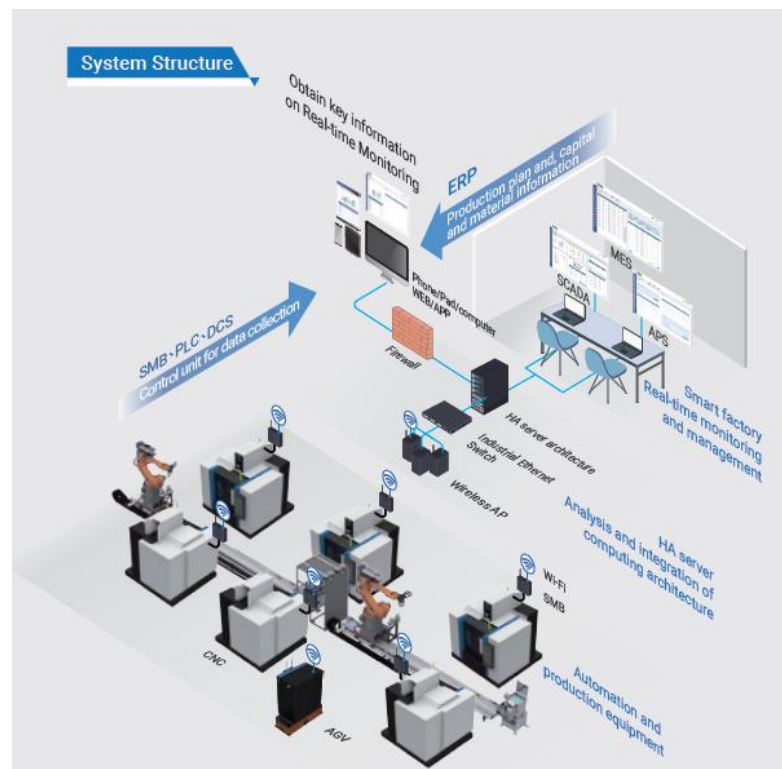 System Structure
Obtain key information
on Real-time Monitoring
ERP
Production plan and, capital
and material information
MES
SCADA
APS
Phone/Pad/computer
WEB/APP
SMB、PLC、DCS
Control unit for data collection
Firewall
Smart factory
Real-time monitoring
and management
HA server architecture
Industrial Ethernet
Switch
Wireless AP
HA server
Analysis and integration of
computing architecture
Wi-Fi
SMB
CNC
AGV
Automation and
production equipment